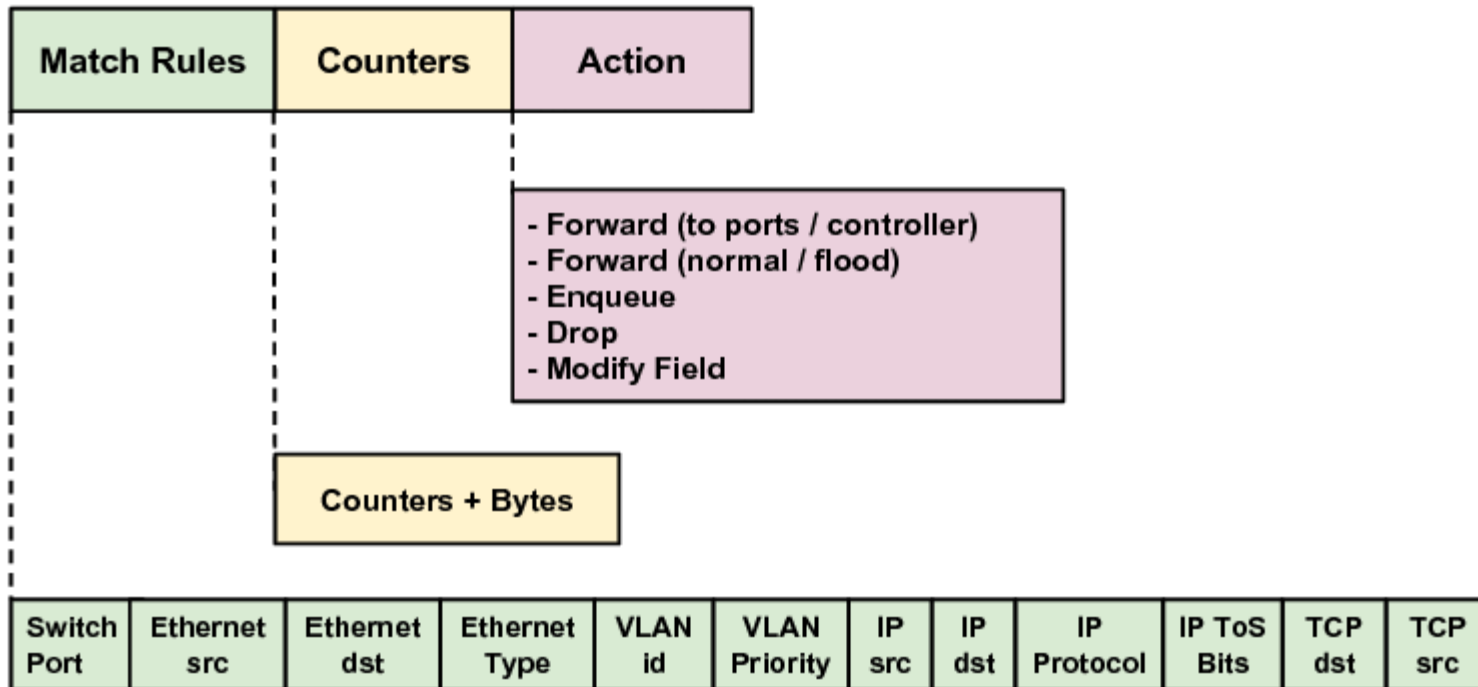 Match Rules Counters Action
- Forward (to ports / controller)
- Forward (normal / flood)
- Enqueue
- Drop
- Modify Field
Counters + Bytes
Switch Port
Ethernet src
Ethernet dst
Ethernet Type
VLAN id
VLAN Priority
IP src
IP dst
IP Protocol
IP ToS Bits
TCP dst
TCP src